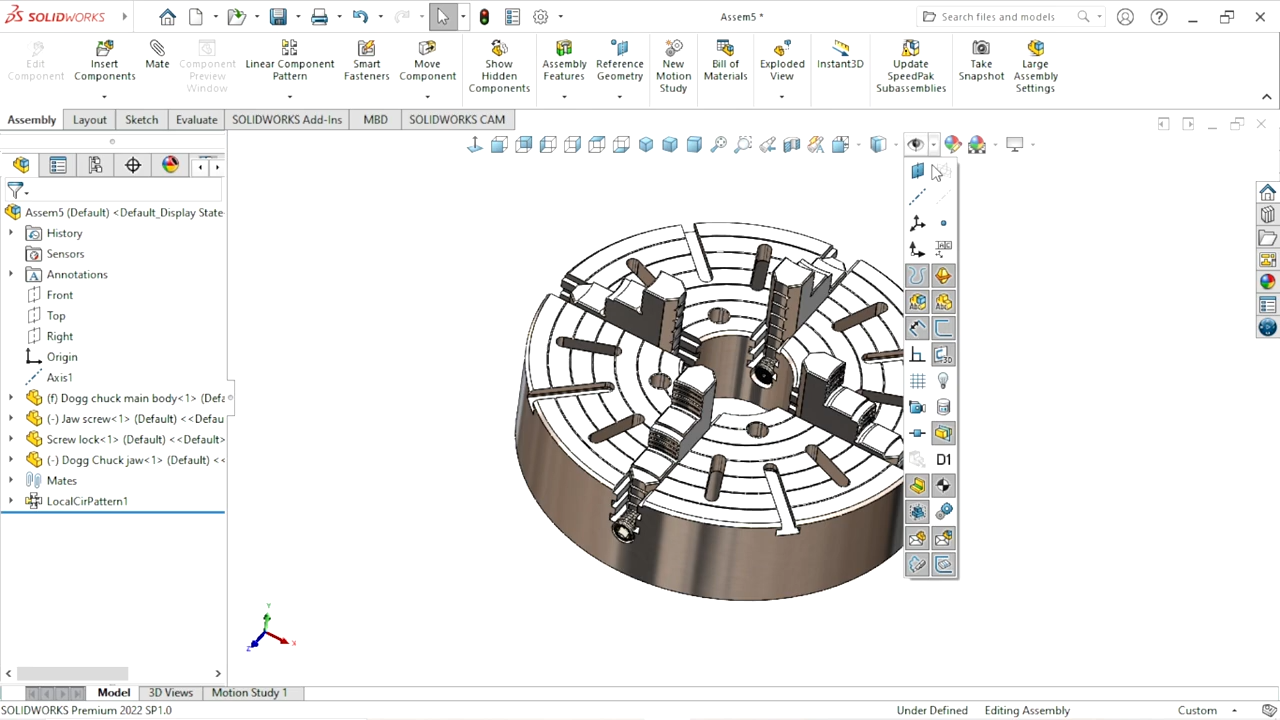 SOLIDWORKS
Assem5 *
Search files and models
Edit Component
Insert Components
Mate
Component Preview Window
Linear Component Pattern
Smart Fasteners
Move Component
Show Hidden Components
Assembly Features
Reference Geometry
New Motion Study
Bill of Materials
Exploded View
Instant3D
Update SpeedPak Subassemblies
Take Snapshot
Large Assembly Settings
Assembly
Layout
Sketch
Evaluate
SOLIDWORKS Add-Ins
MBD
SOLIDWORKS CAM
Assem5 (Default) <Default_Display State
History
Sensors
Annotations
Front
Top
Right
Origin
Axis1
(f) Dogg chuck main body<1> (Defa
(-) Jaw screw<1> (Default) <<Defau
Screw lock<1> (Default) <<Default>
(-) Dogg Chuck jaw<1> (Default) <<
Mates
LocalCirPattern1
D1
Y
X
Z
Model
3D Views
Motion Study 1
SOLIDWORKS Premium 2022 SP1.0
Under Defined
Editing Assembly
Custom